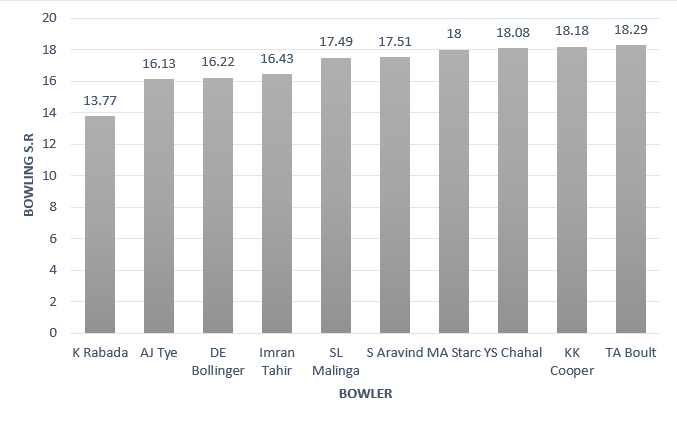 20
18
16
14
12
10
8
6
4
2
0
BOWLING S.R
13.77
16.13
16.22
16.43
17.49
17.51
18
18.08
18.18
18.29
K Rabada
AJ Tye
DE
Bollinger
Imran
Tahir
SL
Malinga
S Aravind
MA Starc
YS Chahal
KK
Cooper
TA Boult
BOWLER